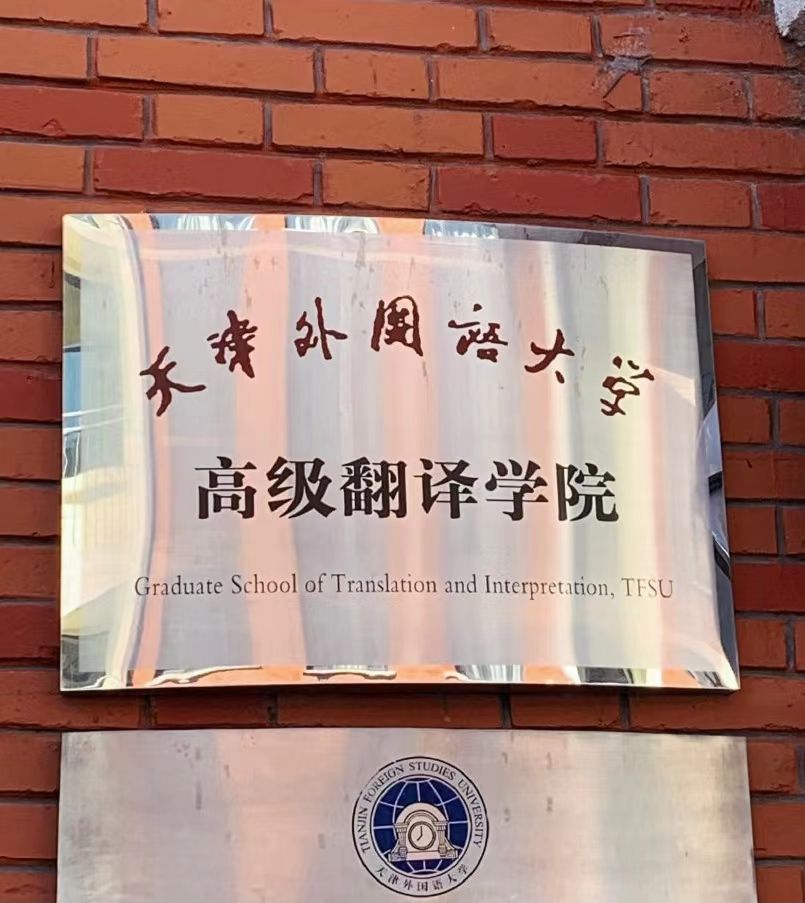 天津外国语大学
高级翻译学院
Graduate School of Translation and Interpretation, TFSU
TIANJIN FOREIGN STUDIES UNIVERSITY
天津外国语大学